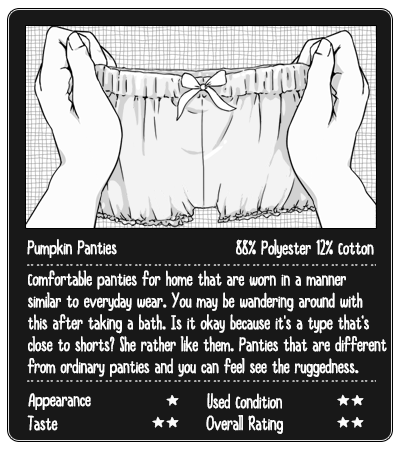 Pumpkin Panties 88% Polyester 12% Cotton
Comfortable panties for home that are worn in a manner
similar to everyday wear. You may be wandering around with
this after taking a bath. Is it okay because it's a type that's
close to shorts? She rather like them. Panties that are different
from ordinary panties and you can feel see the ruggedness.
Appearance ★ Used Condition ★★
Taste ★★ Overall Rating ★★